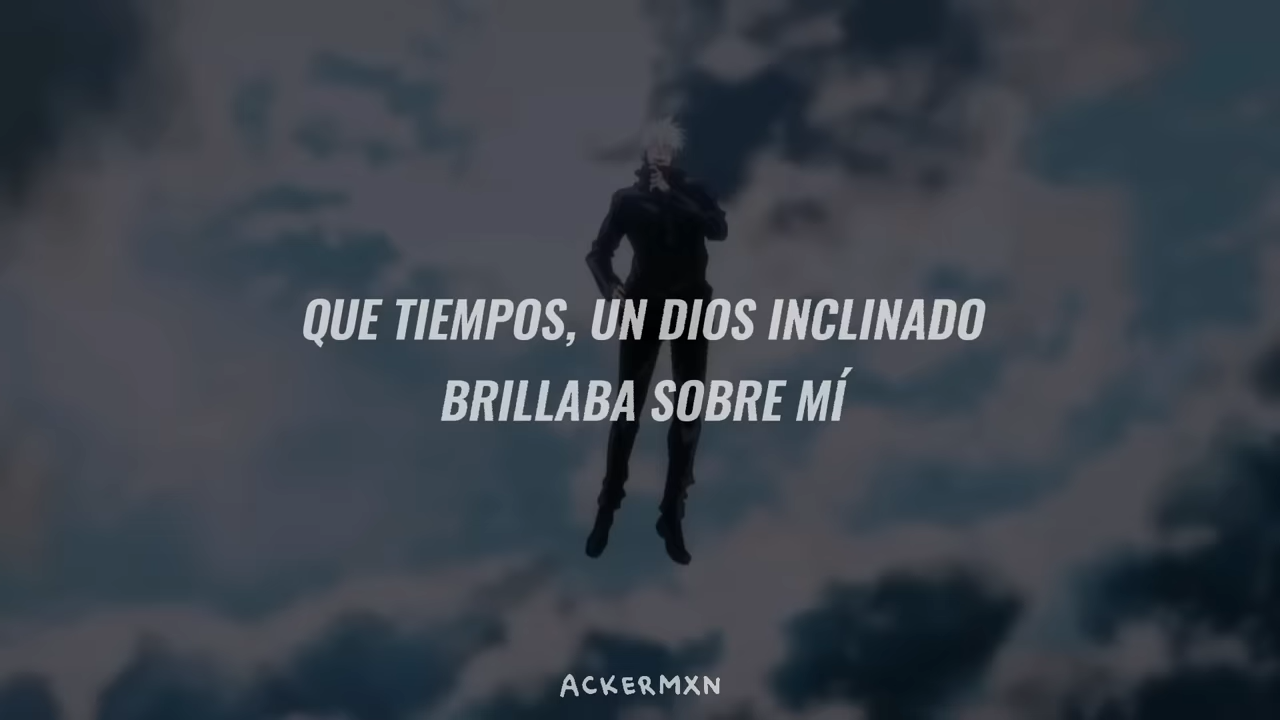 QUE TIEMPOS, UN DIOS INCLINADO
BRILLABA SOBRE MÍ
ACKERMXN